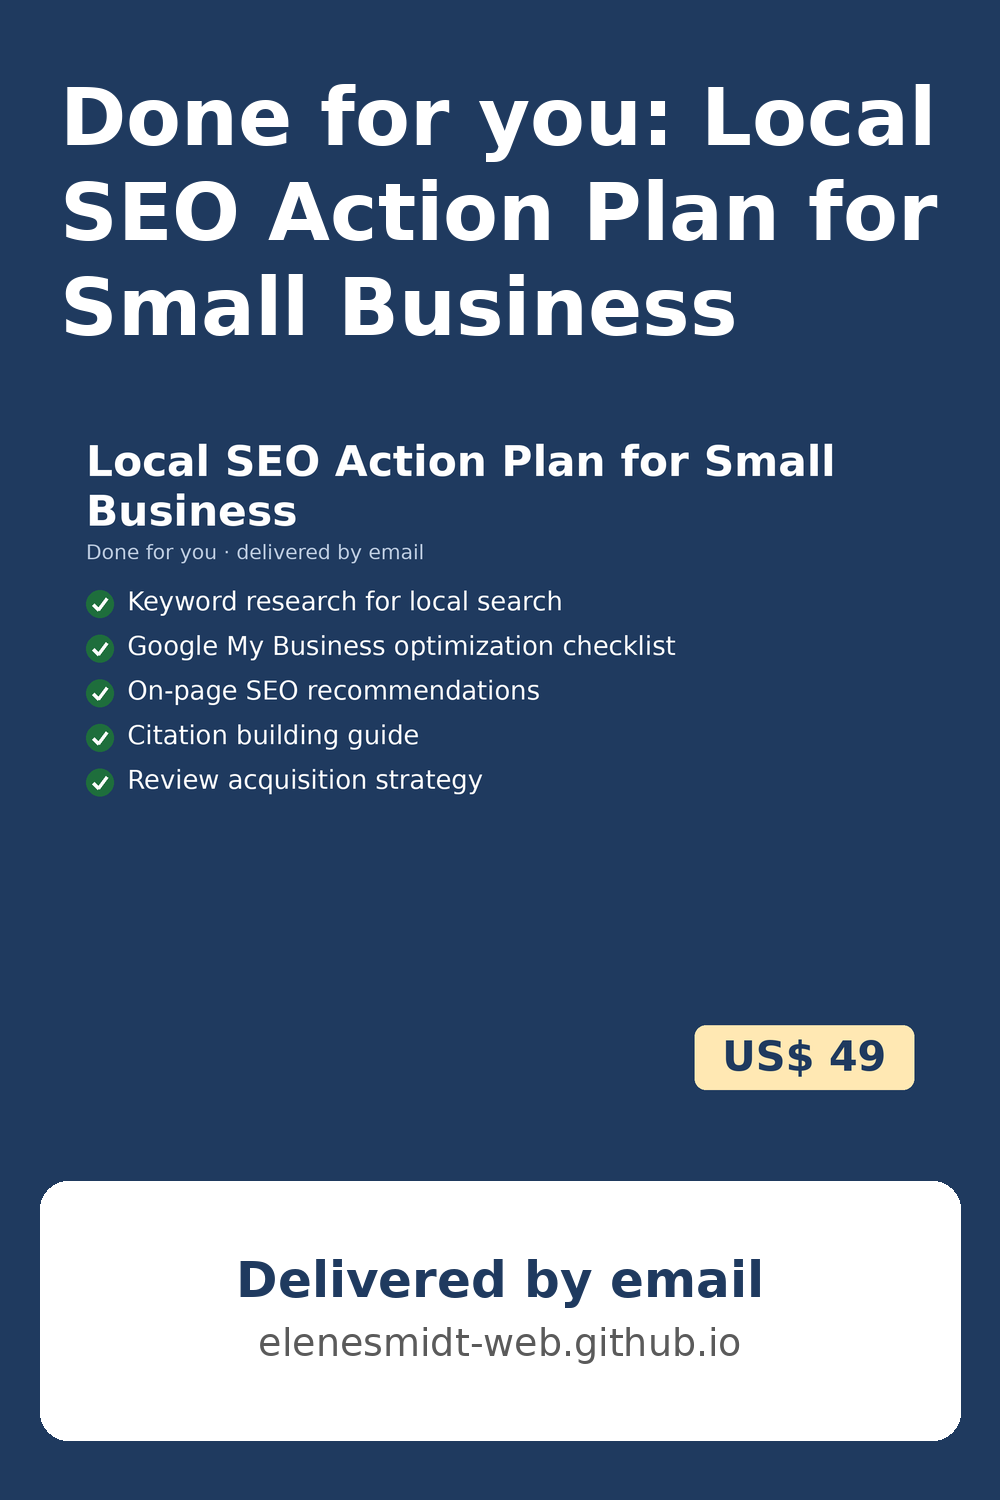 Done for you: Local
SEO Action Plan for
Small Business
Local SEO Action Plan for Small
Business
Done for you · delivered by email
Keyword research for local search
Google My Business optimization checklist
On-page SEO recommendations
Citation building guide
Review acquisition strategy
US$ 49
Delivered by email
elenesmidt-web.github.io